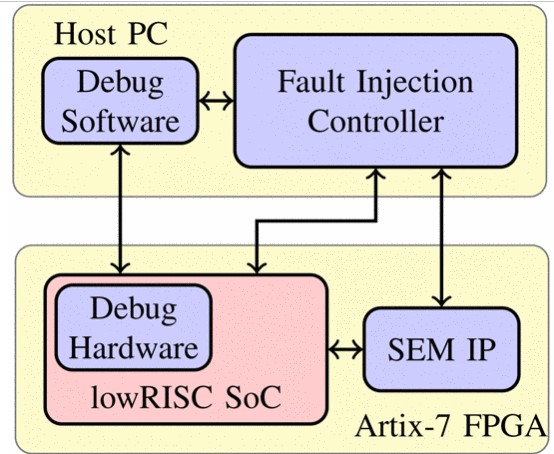 Host PC
Debug
Software
Fault Injection
Controller
Debug
Hardware
lowRISC SoC
SEM IP
Artix-7 FPGA